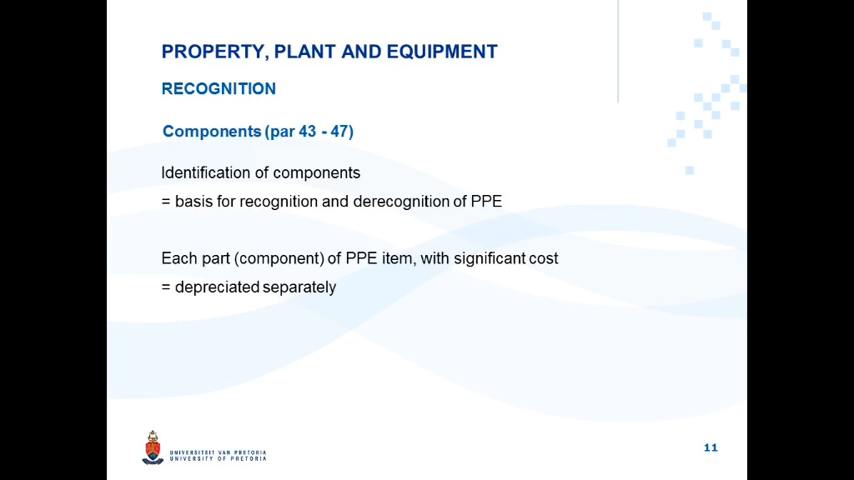 PROPERTY, PLANT AND EQUIPMENT
RECOGNITION
Components (par 43 - 47)
Identification of components
= basis for recognition and derecognition of PPE
Each part (component) of PPE item, with significant cost
= depreciated separately
UNIVERSITEIT VAN PRETORIA
UNIVERSITY OF PRETORIA
11